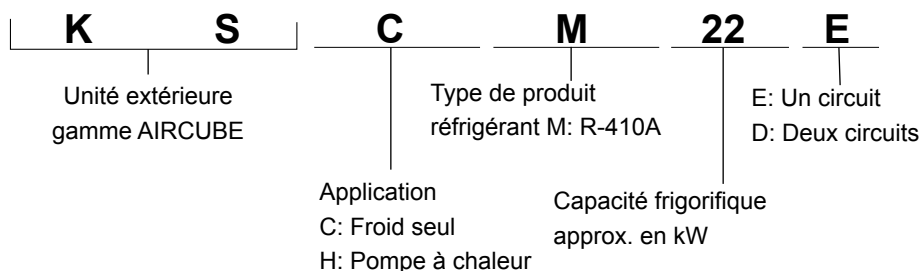 K S C M 22 E
Unité extérieure
gamme AIRCUBE
Type de produit
réfrigérant M: R-410A
E: Un circuit
D: Deux circuits
Application
C: Froid seul
H: Pompe à chaleur
Capacité frigorifique
approx. en kW